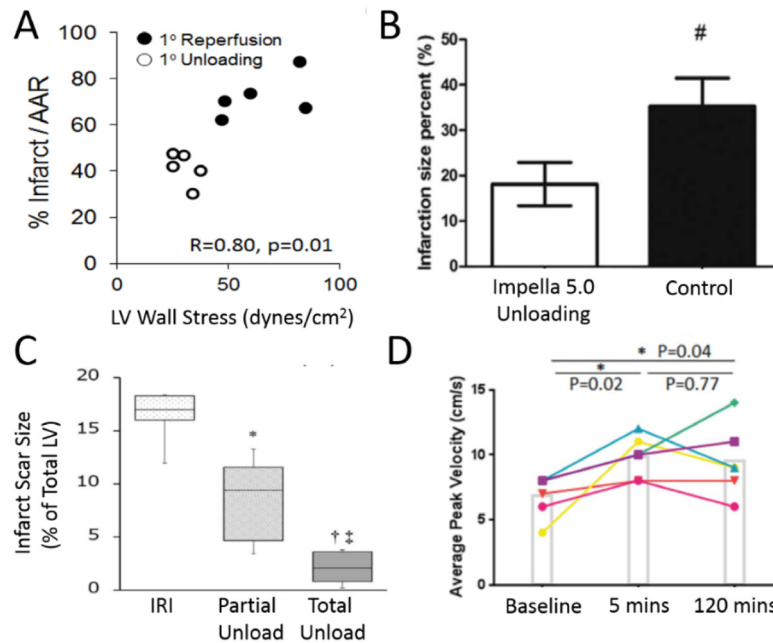 A
100
80
60
40
20
0
% Infarct / AAR
1° Reperfusion
1° Unloading
R=0.80, p=0.01
0
50
100
LV Wall Stress (dynes/cm²)
B
50
40
30
20
10
0
Infarction size percent (%)
#
Impella 5.0
Unloading
Control
C
20
15
10
5
0
Infarct Scar Size
(% of Total LV)
*
† ‡
IRI
Partial
Unload
Total
Unload
D
* P=0.04
*
P=0.02
P=0.77
15
10
5
0
Average Peak Velocity (cm/s)
Baseline
5 mins
120 mins